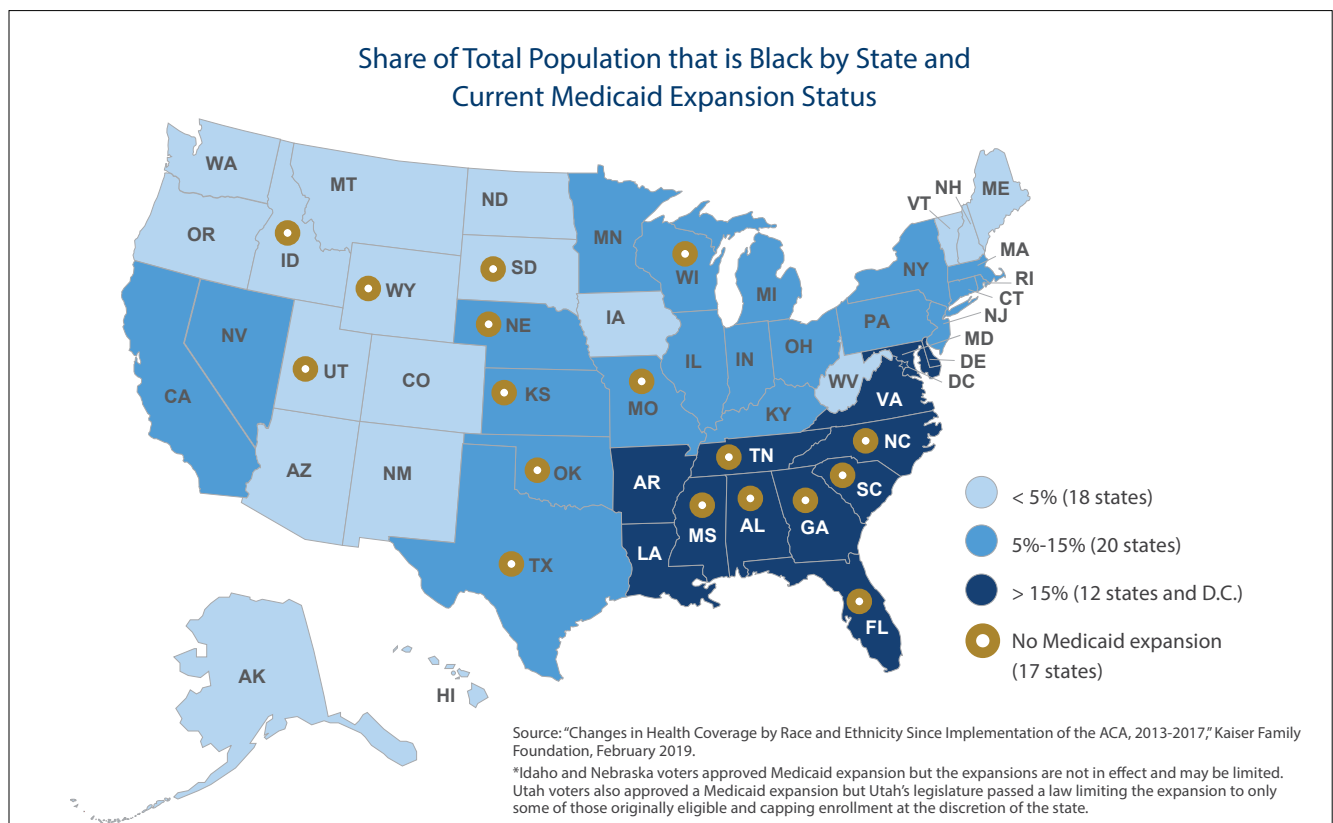 Share of Total Population that is Black by State and
Current Medicaid Expansion Status
WA
MT
ND
MN
OR
ID
SD
WI
WY
MI
NY
VT
NH
ME
MA
RI
CT
NJ
MD
DE
DC
NV
NE
IA
PA
CA
UT
CO
KS
MO
IL
IN
OH
WV
VA
KY
AZ
NM
OK
AR
TN
NC
SC
TX
LA
MS
AL
GA
FL
AK
HI
< 5% (18 states)
5%-15% (20 states)
> 15% (12 states and D.C.)
No Medicaid expansion
(17 states)
Source: “Changes in Health Coverage by Race and Ethnicity Since Implementation of the ACA, 2013-2017,” Kaiser Family
Foundation, February 2019.
*Idaho and Nebraska voters approved Medicaid expansion but the expansions are not in effect and may be limited.
Utah voters also approved a Medicaid expansion but Utah’s legislature passed a law limiting the expansion to only
some of those originally eligible and capping enrollment at the discretion of the state.